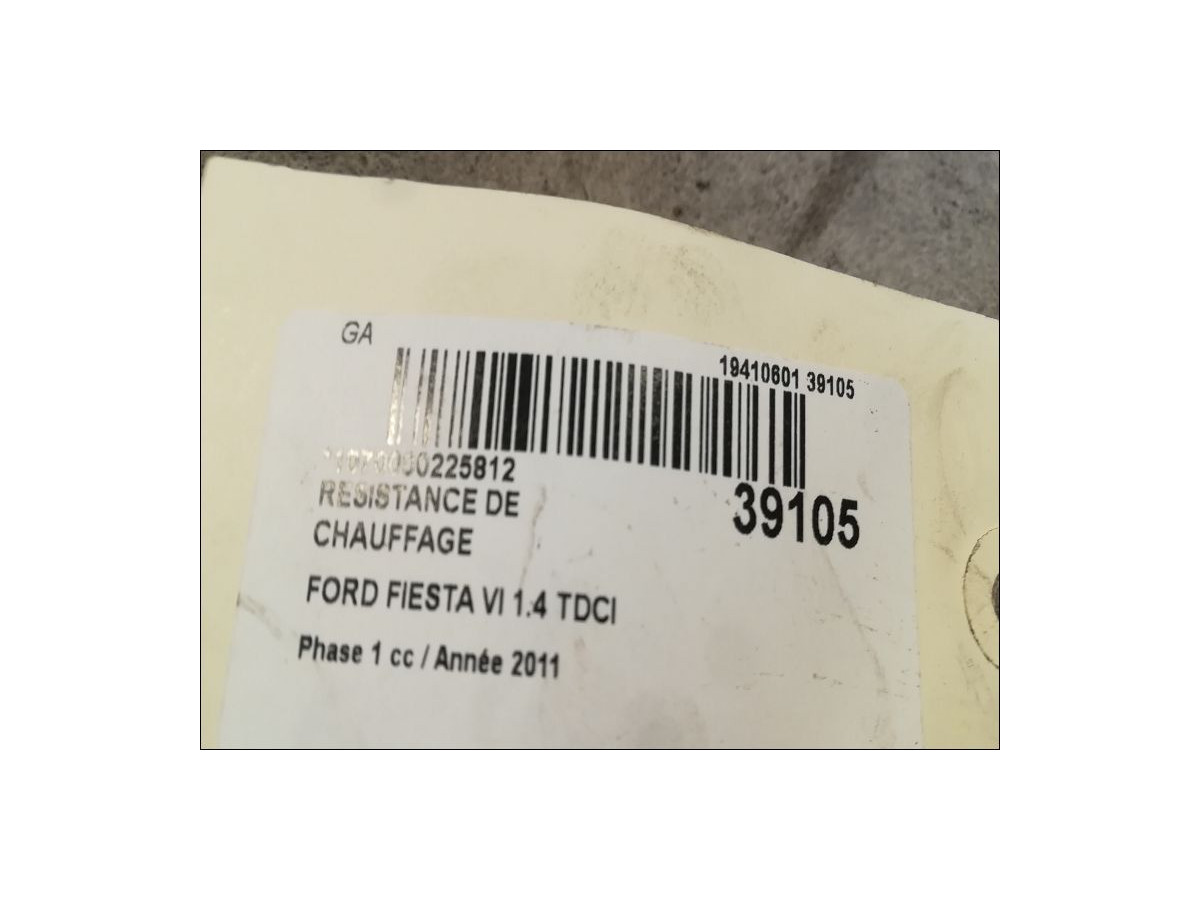 GA
19410601 39105
RESISTANCE DE
CHAUFFAGE
39105
FORD FIESTA VI 1.4 TDCI
Phase 1 cc / Année 2011